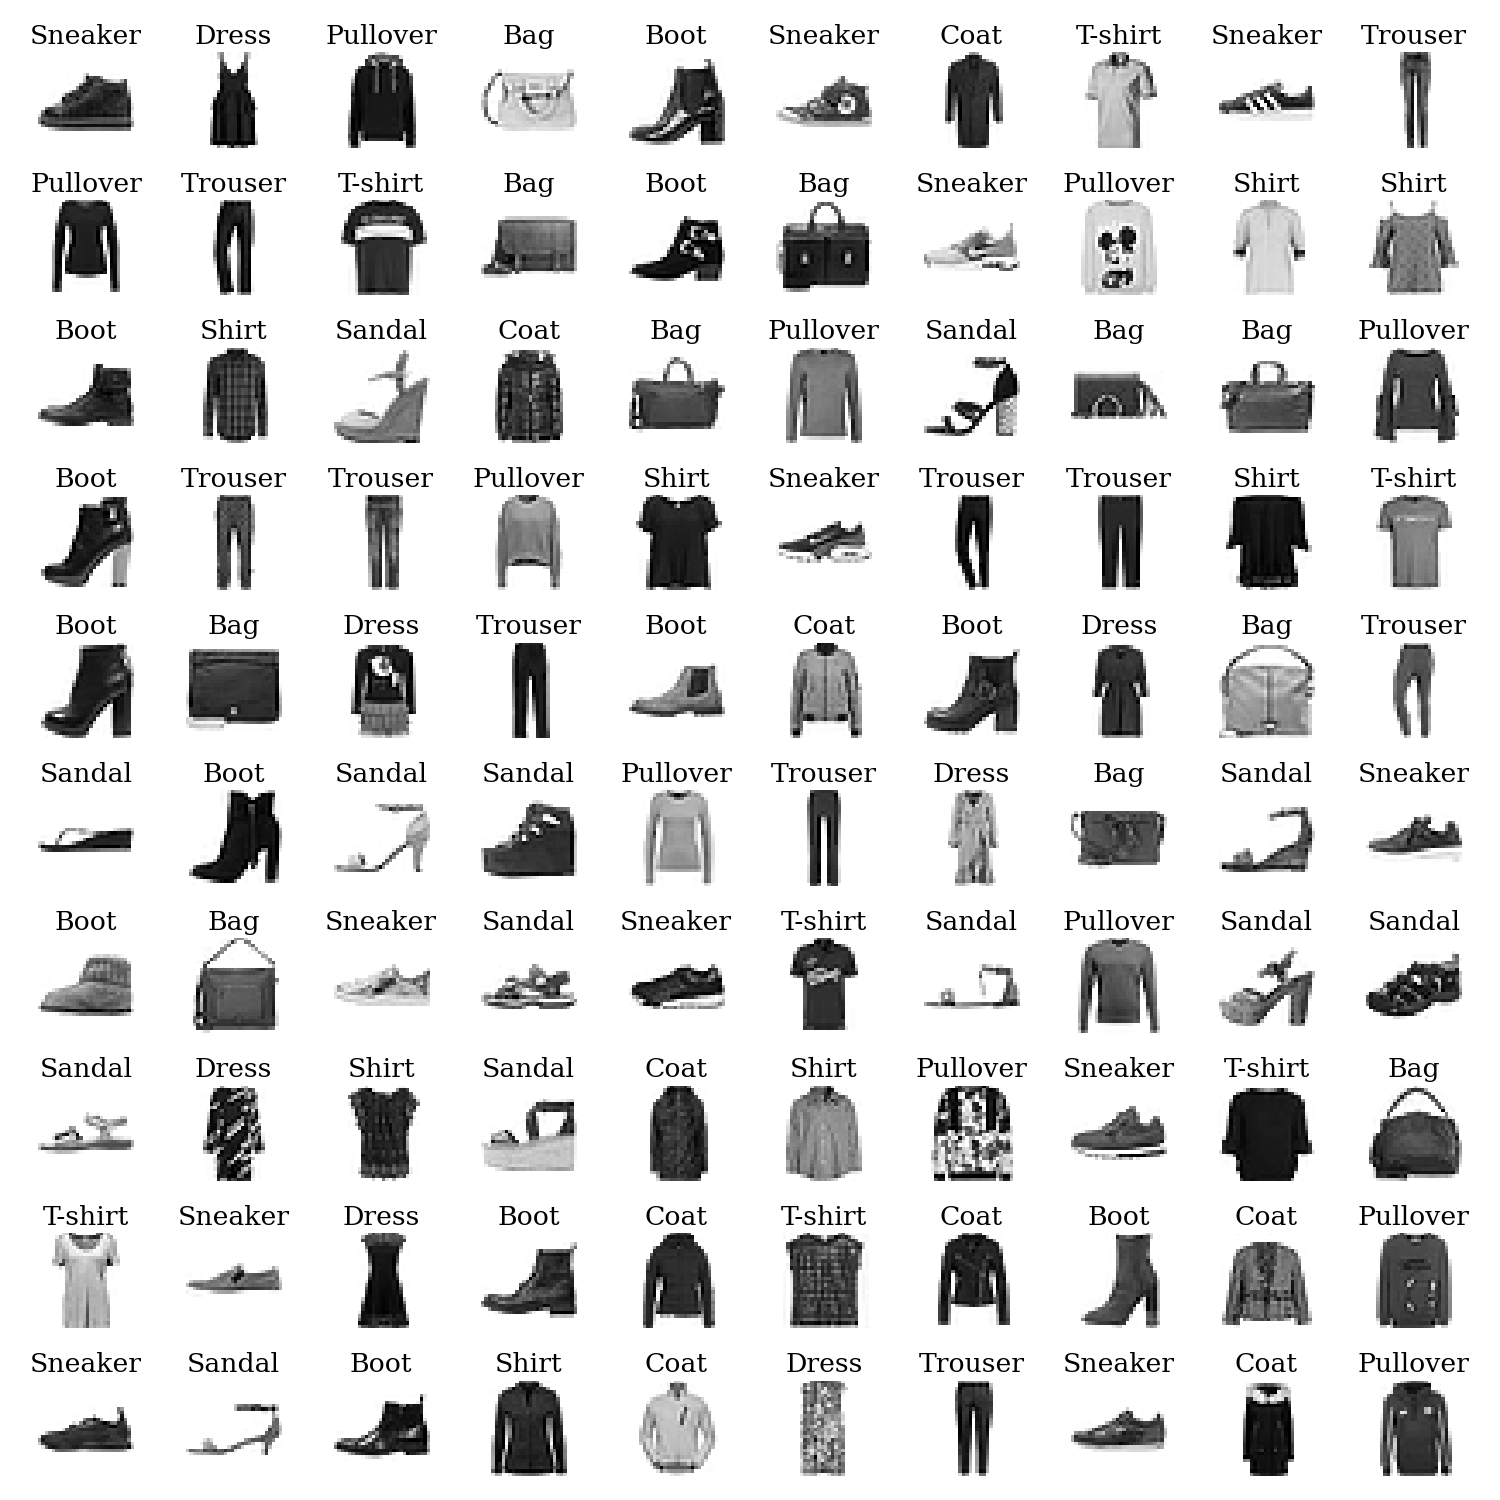 Sneaker Dress Pullover Bag Boot Sneaker Coat T-shirt Sneaker Trouser
Pullover Trouser T-shirt Bag Boot Bag Sneaker Pullover Shirt Shirt
Boot Shirt Sandal Coat Bag Pullover Sandal Bag Bag Pullover
Boot Trouser Trouser Pullover Shirt Sneaker Trouser Trouser Shirt T-shirt
Boot Bag Dress Trouser Boot Coat Boot Dress Bag Trouser
Sandal Boot Sandal Sandal Pullover Trouser Dress Bag Sandal Sneaker
Boot Bag Sneaker Sandal Sneaker T-shirt Sandal Pullover Sandal Sandal
Sandal Dress Shirt Sandal Coat Shirt Pullover Sneaker T-shirt Bag
T-shirt Sneaker Dress Boot Coat T-shirt Coat Boot Coat Pullover
Sneaker Sandal Boot Shirt Coat Dress Trouser Sneaker Coat Pullover